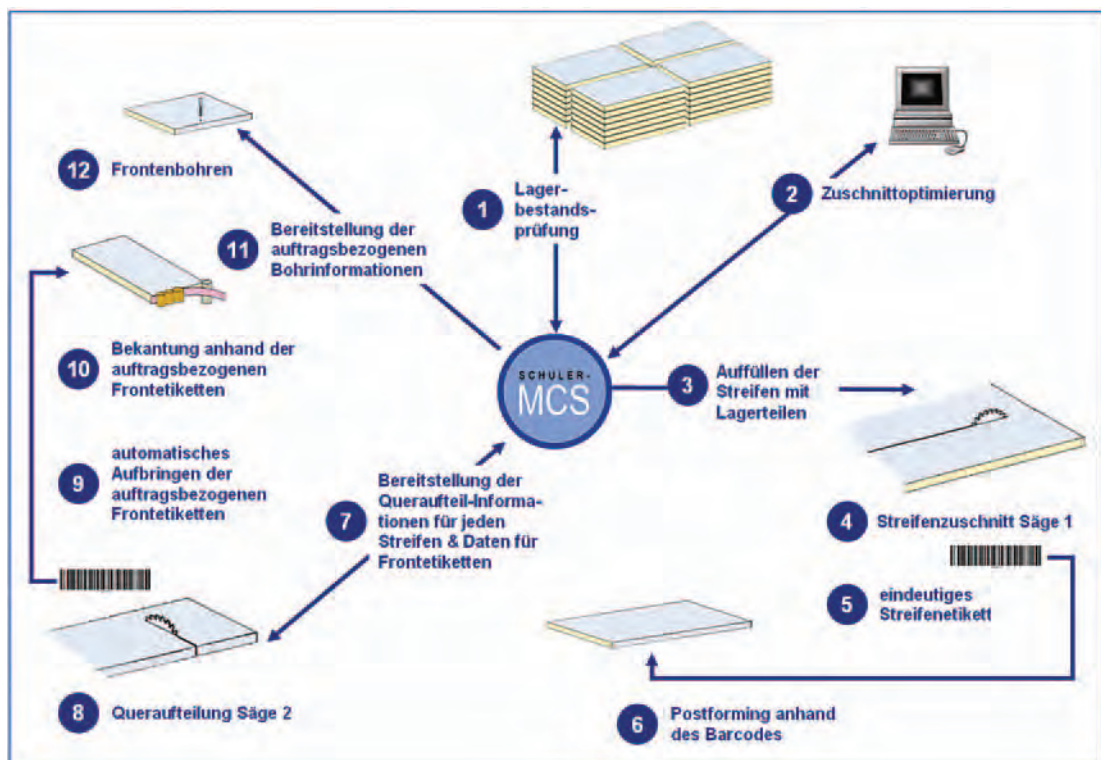 1
Lager-
bestands-
prüfung
2
Zuschnittoptimierung
SCHULER-
MCS
3
Auffüllen der
Streifen mit
Lagerteilen
4
Streifenzuschnitt Säge 1
5
eindeutiges
Streifenetikett
6
Postforming anhand
des Barcodes
7
Bereitstellung der
Queraufteil-Informa-
tionen für jeden
Streifen & Daten für
Frontetiketten
8
Queraufteilung Säge 2
9
automatisches
Aufbringen der
auftragsbezogenen
Frontetiketten
10
Bekantung anhand der
auftragsbezogenen
Frontetiketten
11
Bereitstellung der
auftragsbezogenen
Bohrinformationen
12
Frontenbohren